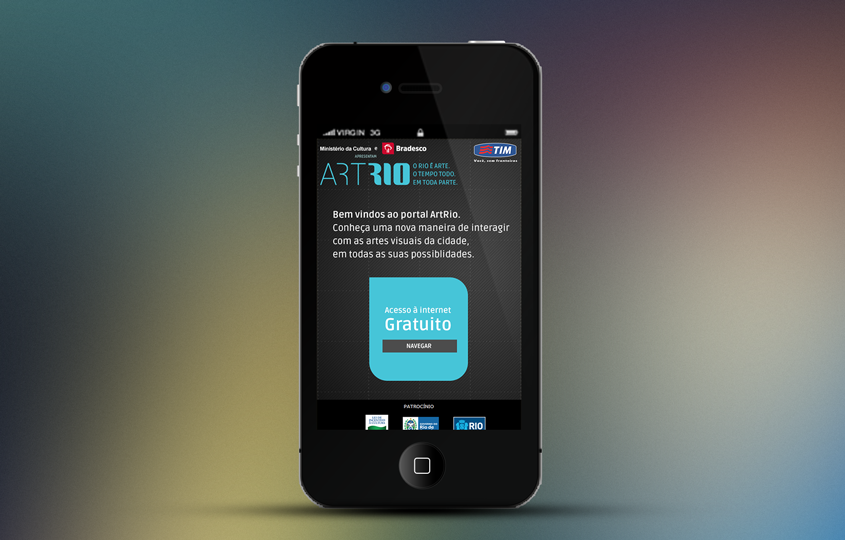 VIRGIN 3G
Ministério da Cultura e Bradesco
APRESENTAM
TIM
Você, sem fronteiras
ARTRIO
O RIO É ARTE.
O TEMPO TODO.
EM TODA PARTE.
Bem vindos ao portal ArtRio.
Conheça uma nova maneira de interagir
com as artes visuais da cidade,
em todas as suas possiblidades.
Acesso à internet
Gratuito
NAVEGAR
PATROCÍNIO
RIO